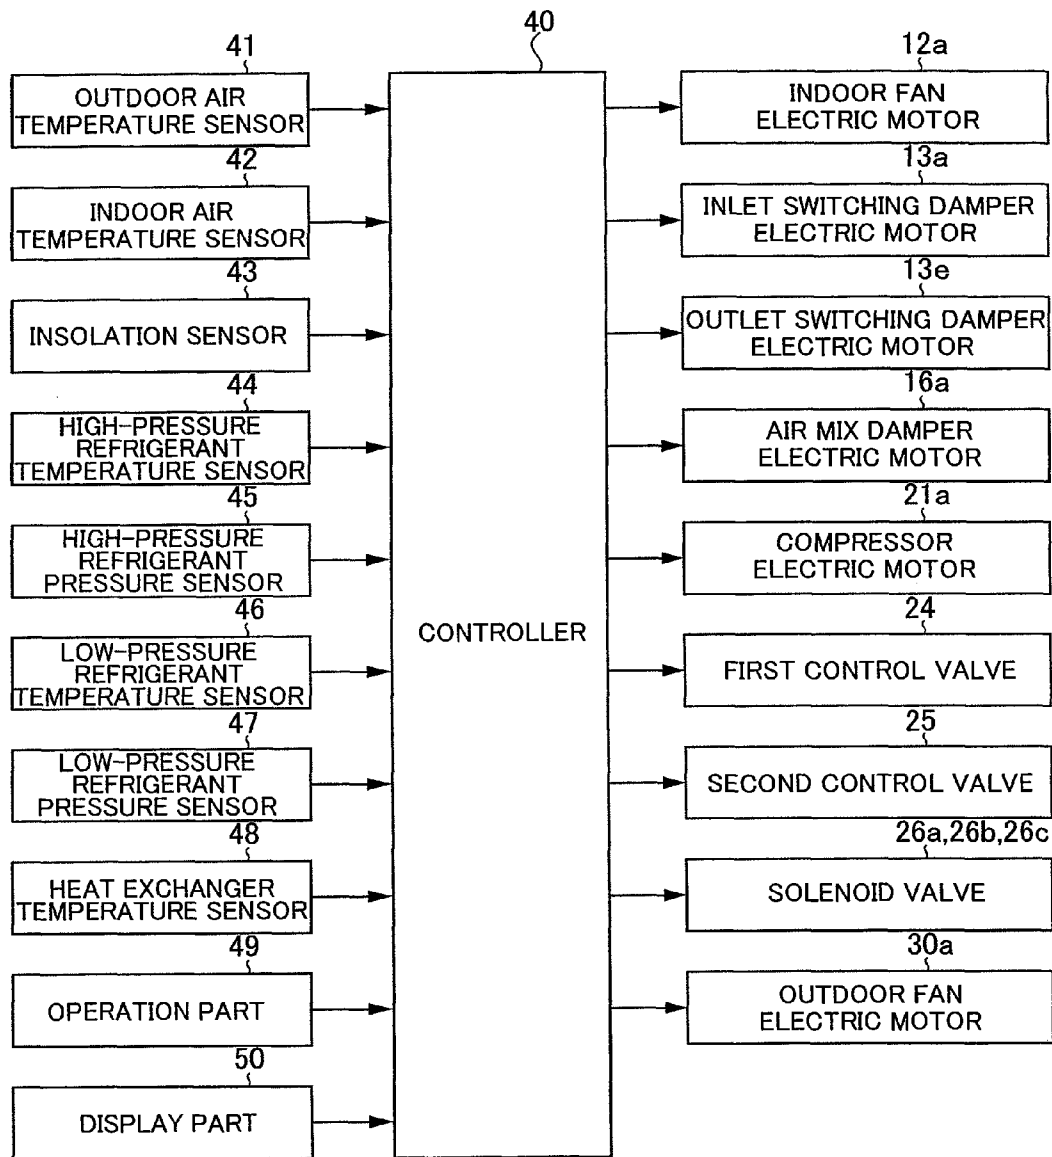 40
41
OUTDOOR AIR
TEMPERATURE SENSOR
42
INDOOR AIR
TEMPERATURE SENSOR
43
INSOLATION SENSOR
44
HIGH-PRESSURE
REFRIGERANT
TEMPERATURE SENSOR
45
HIGH-PRESSURE
REFRIGERANT
PRESSURE SENSOR
46
LOW-PRESSURE
REFRIGERANT
TEMPERATURE SENSOR
47
LOW-PRESSURE
REFRIGERANT
PRESSURE SENSOR
48
HEAT EXCHANGER
TEMPERATURE SENSOR
49
OPERATION PART
50
DISPLAY PART
CONTROLLER
12a
INDOOR FAN
ELECTRIC MOTOR
13a
INLET SWITCHING DAMPER
ELECTRIC MOTOR
13e
OUTLET SWITCHING DAMPER
ELECTRIC MOTOR
16a
AIR MIX DAMPER
ELECTRIC MOTOR
21a
COMPRESSOR
ELECTRIC MOTOR
24
FIRST CONTROL VALVE
25
SECOND CONTROL VALVE
26a,26b,26c
SOLENOID VALVE
30a
OUTDOOR FAN
ELECTRIC MOTOR